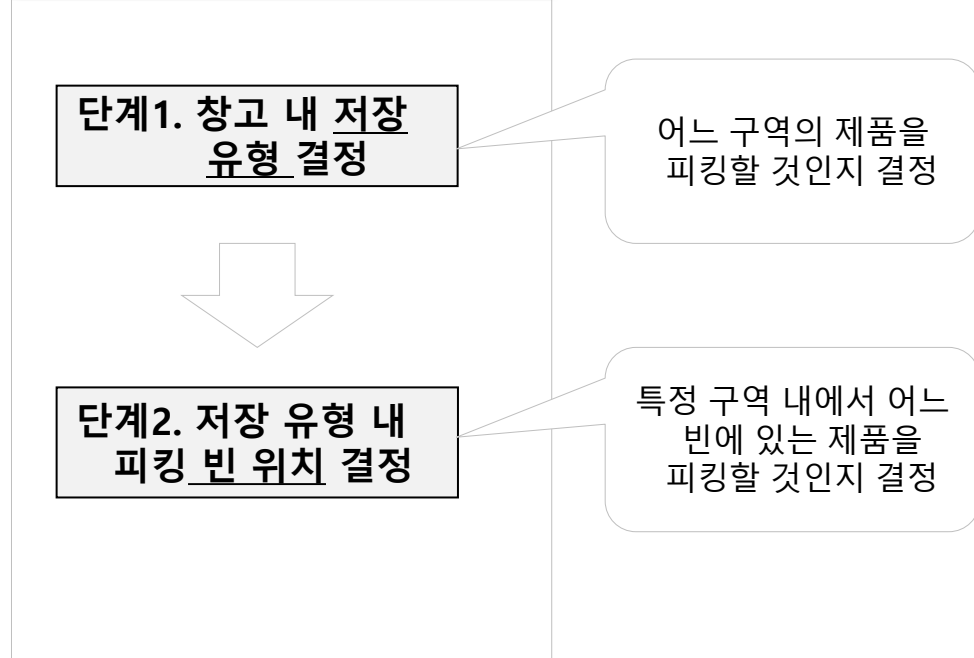 단계1. 창고 내 저장
유형 결정
어느 구역의 제품을
피킹할 것인지 결정
단계2. 저장 유형 내
피킹 빈 위치 결정
특정 구역 내에서 어느
빈에 있는 제품을
피킹할 것인지 결정